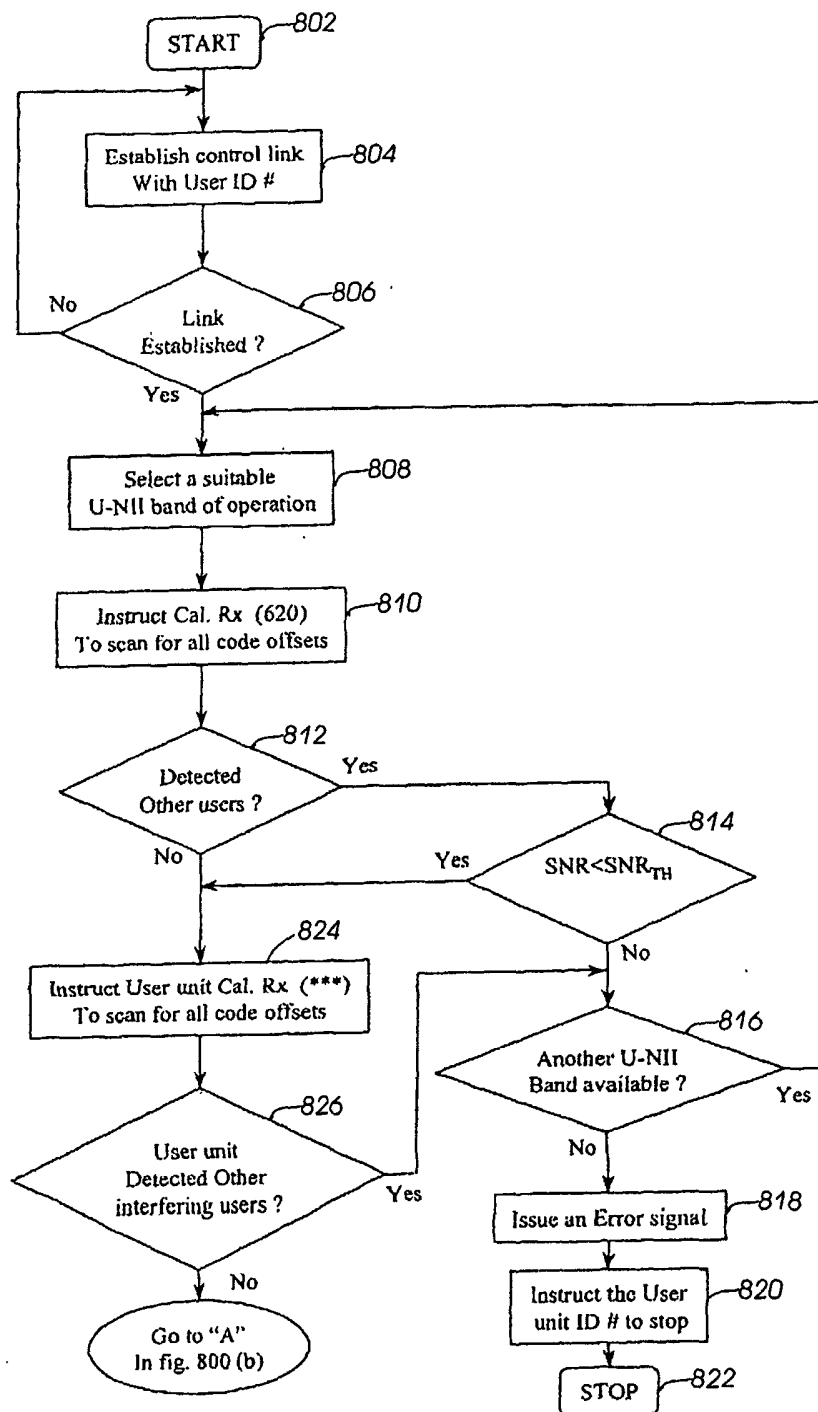 START
802
Establish control link
With User ID #
804
806
No
Link
Established ?
Yes
Select a suitable
U-NII band of operation
808
Instruct Cal. Rx (620)
To scan for all code offsets
810
812
Detected
Other users ?
Yes
No
814
SNR<SNRTH
Yes
No
824
Instruct User unit Cal. Rx (***)
To scan for all code offsets
826
User unit
Detected Other
interfering users ?
Yes
No
816
Another U-NII
Band available ?
Yes
No
Issue an Error signal
818
Instruct the User
unit ID # to stop
820
STOP
822
Go to “A”
In fig. 800 (b)